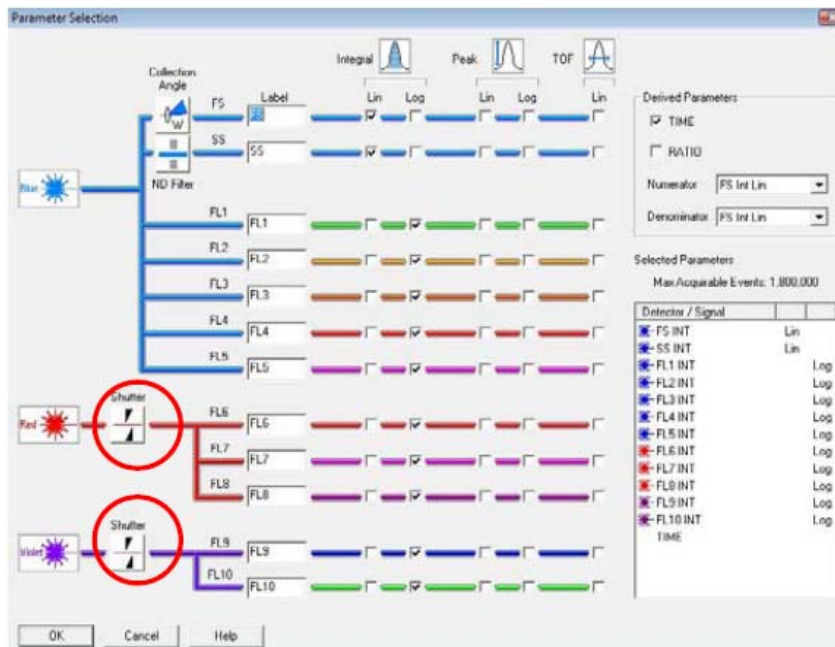 Parameter Selection
Integral
Peak
TOF
Collection
Angle
Label
Lin Log
Lin Log
Lin
FS
FS
W
SS
SS
ND Filter
Blue
FL1
FL1
FL2
FL2
FL3
FL3
FL4
FL4
FL5
FL5
Shutter
Red
FL6
FL6
FL7
FL7
FL8
FL8
Shutter
Violet
FL9
FL9
FL10
FL10
OK
Cancel
Help
Derived Parameters
TIME
RATIO
Numerator FS Int Lin
Denominator FS Int Lin
Selected Parameters
Max Acquirable Events: 1,800,000
Detector / Signal
FS INT Lin
SS INT Lin
FL1 INT Log
FL2 INT Log
FL3 INT Log
FL4 INT Log
FL5 INT Log
FL6 INT Log
FL7 INT Log
FL8 INT Log
FL9 INT Log
FL10 INT Log
TIME